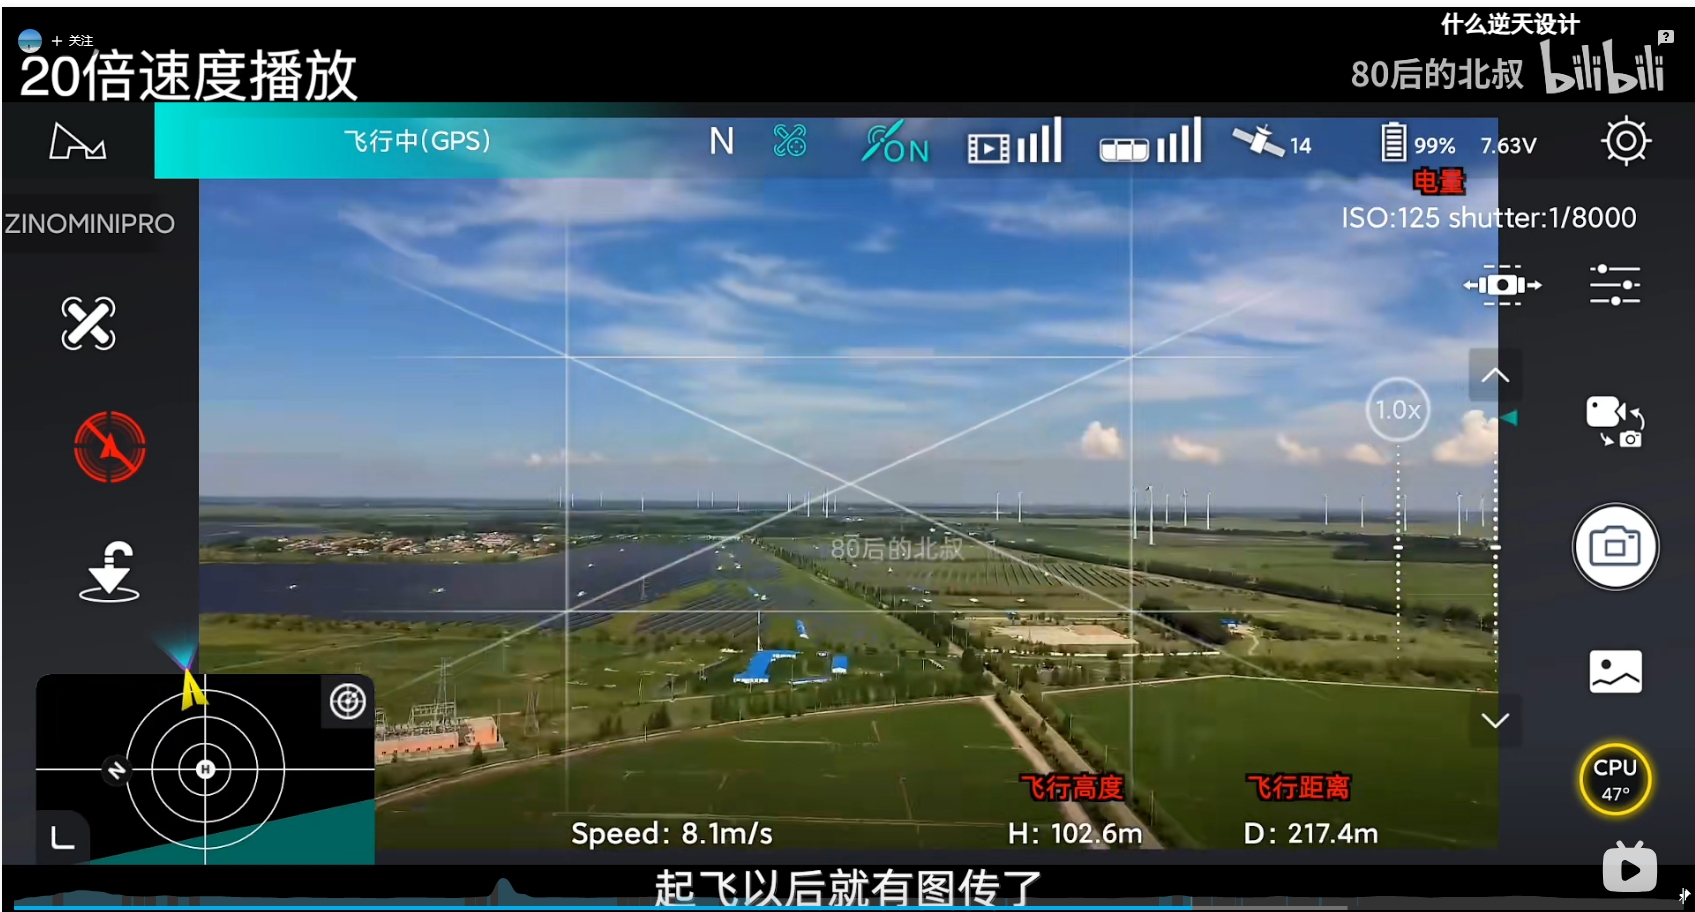 什么逆天设计
+ 关注
20倍速度播放
80后的北叔 bilibili
飞行中(GPS)
N
ON
14
99%
7.63V
电量
ZINOMINIPRO
ISO:125 shutter:1/8000
1.0x
80后的北叔
N
H
L
飞行高度
飞行距离
CPU
47°
Speed: 8.1m/s
H: 102.6m
D: 217.4m
起飞以后就有图传了